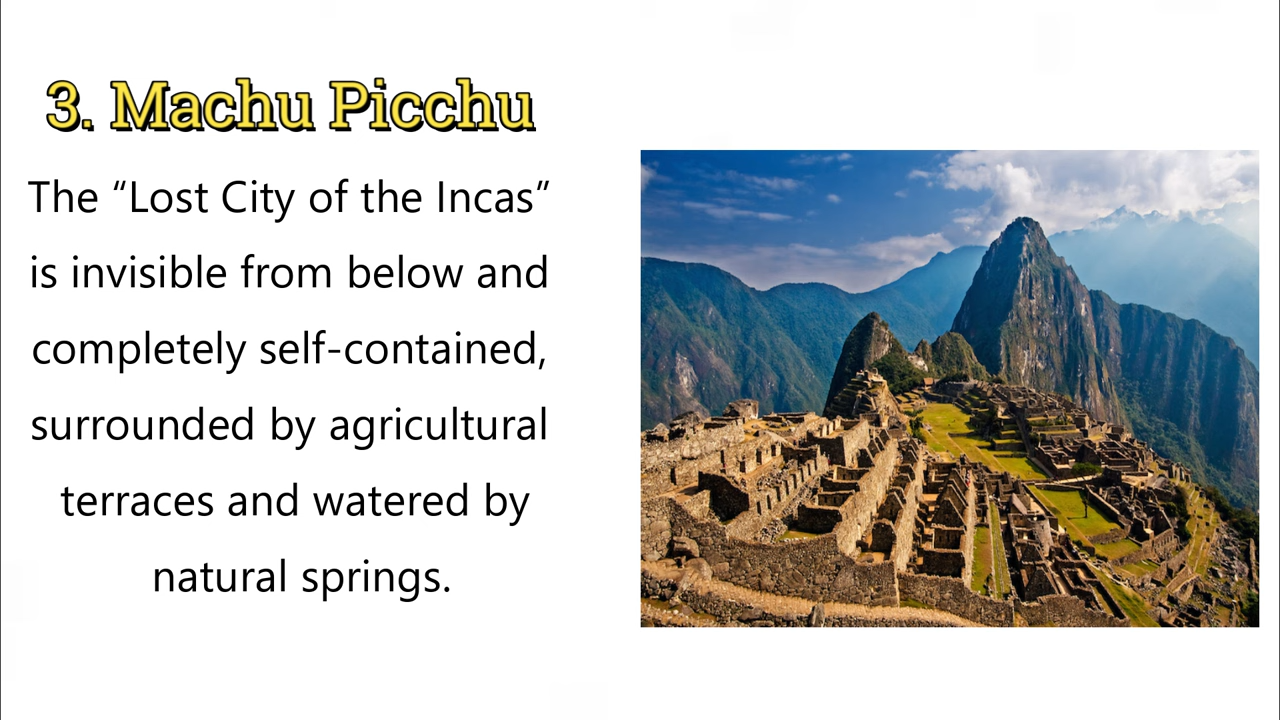 3. Machu Picchu
The “Lost City of the Incas”
is invisible from below and
completely self-contained,
surrounded by agricultural
terraces and watered by
natural springs.